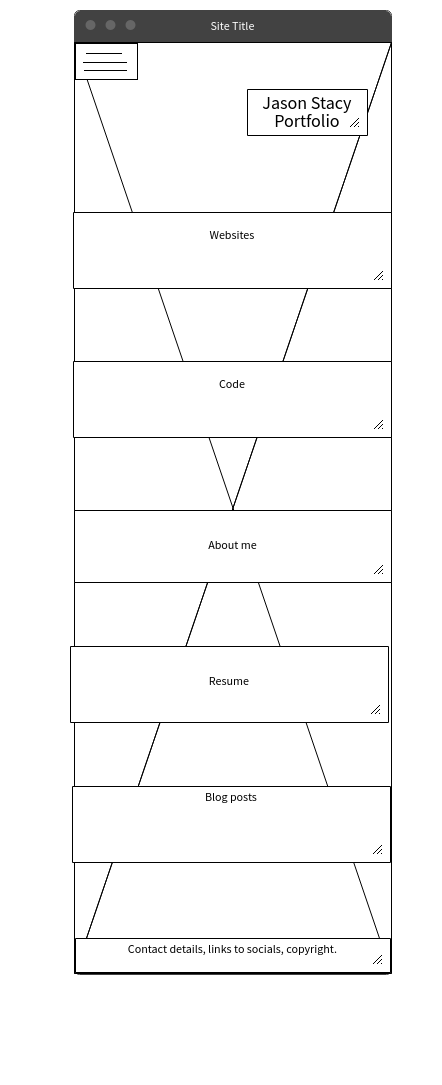 Site Title
Jason Stacy
Portfolio
Websites
Code
About me
Resume
Blog posts
Contact details, links to socials, copyright.